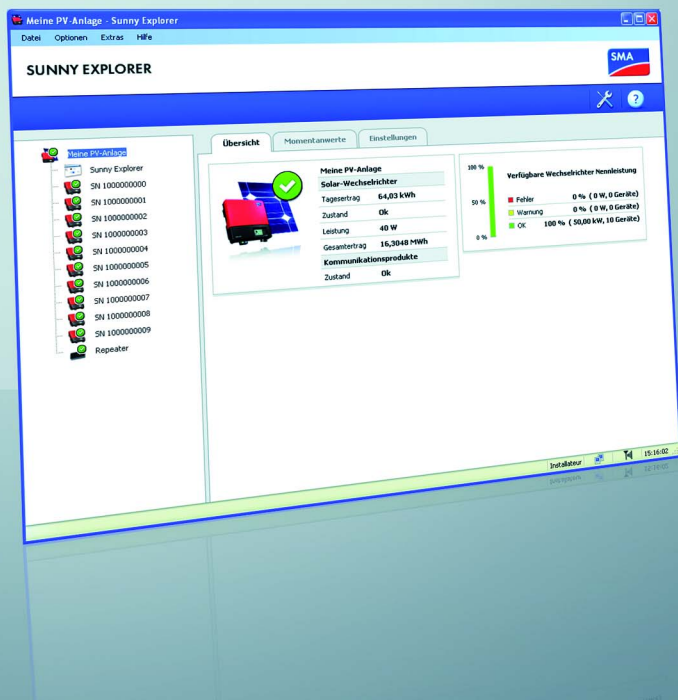 Meine PV-Anlage - Sunny Explorer
Datei Optionen Extras Hilfe
SUNNY EXPLORER
SMA
?
Meine PV-Anlage
Sunny Explorer
SN 1000000000
SN 1000000001
SN 1000000002
SN 1000000003
SN 1000000004
SN 1000000005
SN 1000000006
SN 1000000007
SN 1000000008
SN 1000000009
Repeater
Übersicht Momentanwerte Einstellungen
Meine PV-Anlage
Solar-Wechselrichter
Tagesertrag 64,03 kWh
Zustand Ok
Leistung 40 W
Gesamtertrag 16,3048 MWh
Kommunikationsprodukte
Zustand Ok
100 %
50 %
0 %
Verfügbare Wechselrichter Nennleistung
Fehler 0 % ( 0 W, 0 Geräte)
Warnung 0 % ( 0 W, 0 Geräte)
OK 100 % ( 50,00 kW, 10 Geräte)
Installateur 15:16:02